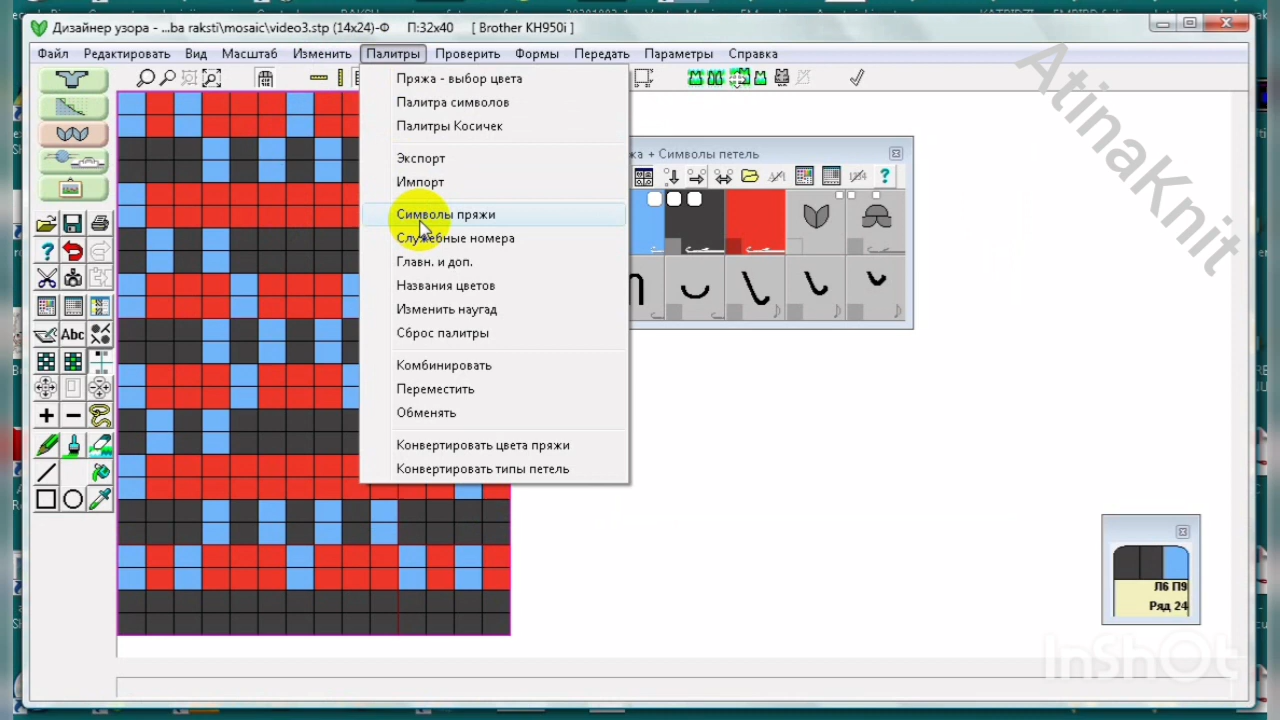 Дизайнер узора - ...ba raksti\mosaic\video3.stp (14x24)-Ф П:32x40 [ Brother KH950i ]
Файл Редактировать Вид Масштаб Изменить Палитры Проверить Формы Передать Параметры Справка
Пряжа - выбор цвета
Палитра символов
Палитры Косичек
Экспорт
Импорт
Символы пряжи
Служебные номера
Главн. и доп.
Названия цветов
Изменить наугад
Сброс палитры
Комбинировать
Переместить
Обменять
Конвертировать цвета пряжи
Конвертировать типы петель
жа + Символы петель
Abc
Л6 П9
Ряд 24
AtinaKnit
InShOt